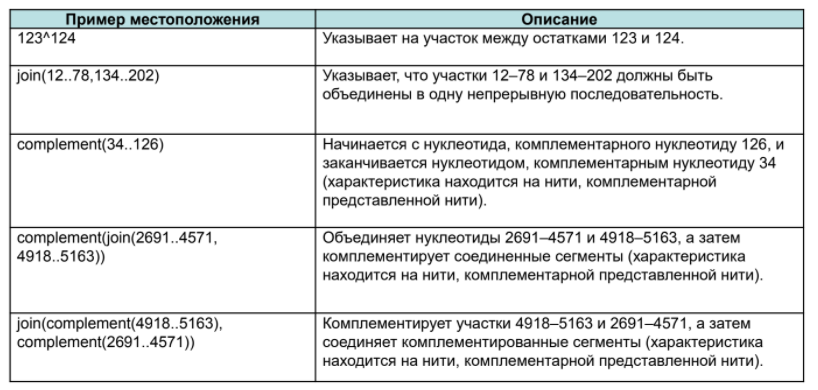 Пример местоположения
Описание
123^124
Указывает на участок между остатками 123 и 124.
join(12..78,134..202)
Указывает, что участки 12–78 и 134–202 должны быть
объединены в одну непрерывную последовательность.
complement(34..126)
Начинается с нуклеотида, комплементарного нуклеотиду 126, и
заканчивается нуклеотидом, комплементарным нуклеотиду 34
(характеристика находится на нити, комплементарной
представленной нити).
complement(join(2691..4571,
4918..5163))
Объединяет нуклеотиды 2691–4571 и 4918–5163, а затем
комплементирует соединенные сегменты (характеристика
находится на нити, комплементарной представленной нити).
join(complement(4918..5163),
complement(2691..4571))
Комплементирует участки 4918–5163 и 2691–4571, а затем
соединяет комплементированные сегменты (характеристика
находится на нити, комплементарной представленной нити).